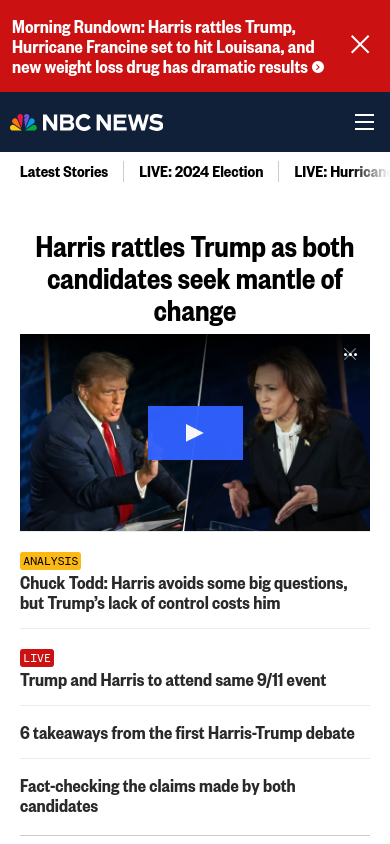 Morning Rundown: Harris rattles Trump,
Hurricane Francine set to hit Louisana, and
new weight loss drug has dramatic results
NBC NEWS
Latest Stories
LIVE: 2024 Election
LIVE: Hurrican
Harris rattles Trump as both
candidates seek mantle of
change
ANALYSIS
Chuck Todd: Harris avoids some big questions,
but Trump’s lack of control costs him
LIVE
Trump and Harris to attend same 9/11 event
6 takeaways from the first Harris-Trump debate
Fact-checking the claims made by both
candidates